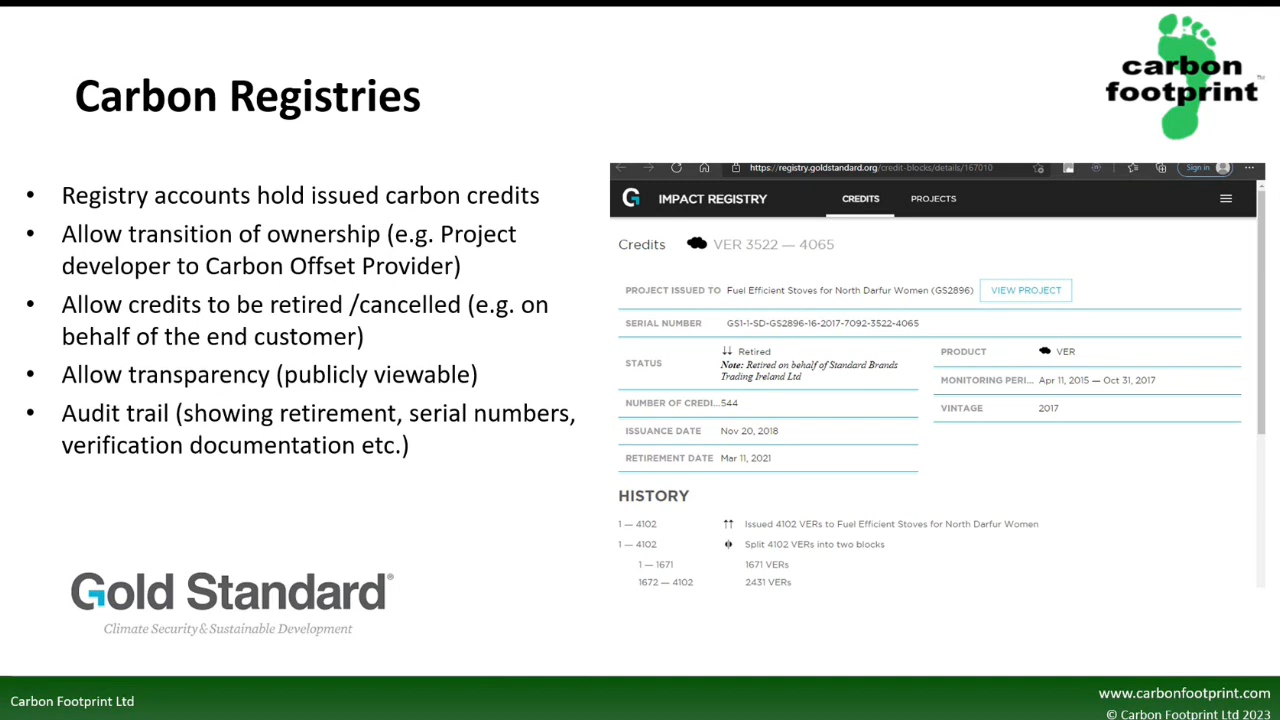 carbon
footprint™
Carbon Registries
• Registry accounts hold issued carbon credits
• Allow transition of ownership (e.g. Project
developer to Carbon Offset Provider)
• Allow credits to be retired /cancelled (e.g. on
behalf of the end customer)
• Allow transparency (publicly viewable)
• Audit trail (showing retirement, serial numbers,
verification documentation etc.)
Gold Standard®
Climate Security & Sustainable Development
https://registry.goldstandard.org/credit-blocks/details/167010
Sign in
G IMPACT REGISTRY CREDITS PROJECTS
Credits VER 3522 — 4065
PROJECT ISSUED TO Fuel Efficient Stoves for North Darfur Women (GS2896) VIEW PROJECT
SERIAL NUMBER GS1-1-SD-GS2896-16-2017-7092-3522-4065
STATUS Retired
Note: Retired on behalf of Standard Brands
Trading Ireland Ltd
NUMBER OF CREDI... 544
ISSUANCE DATE Nov 20, 2018
RETIREMENT DATE Mar 11, 2021
PRODUCT VER
MONITORING PERI... Apr 11, 2015 — Oct 31, 2017
VINTAGE 2017
HISTORY
1 — 4102 Issued 4102 VERs to Fuel Efficient Stoves for North Darfur Women
1 — 4102 Split 4102 VERs into two blocks
1 — 1671 1671 VERs
1672 — 4102 2431 VERs
Carbon Footprint Ltd
www.carbonfootprint.com
© Carbon Footprint Ltd 2023